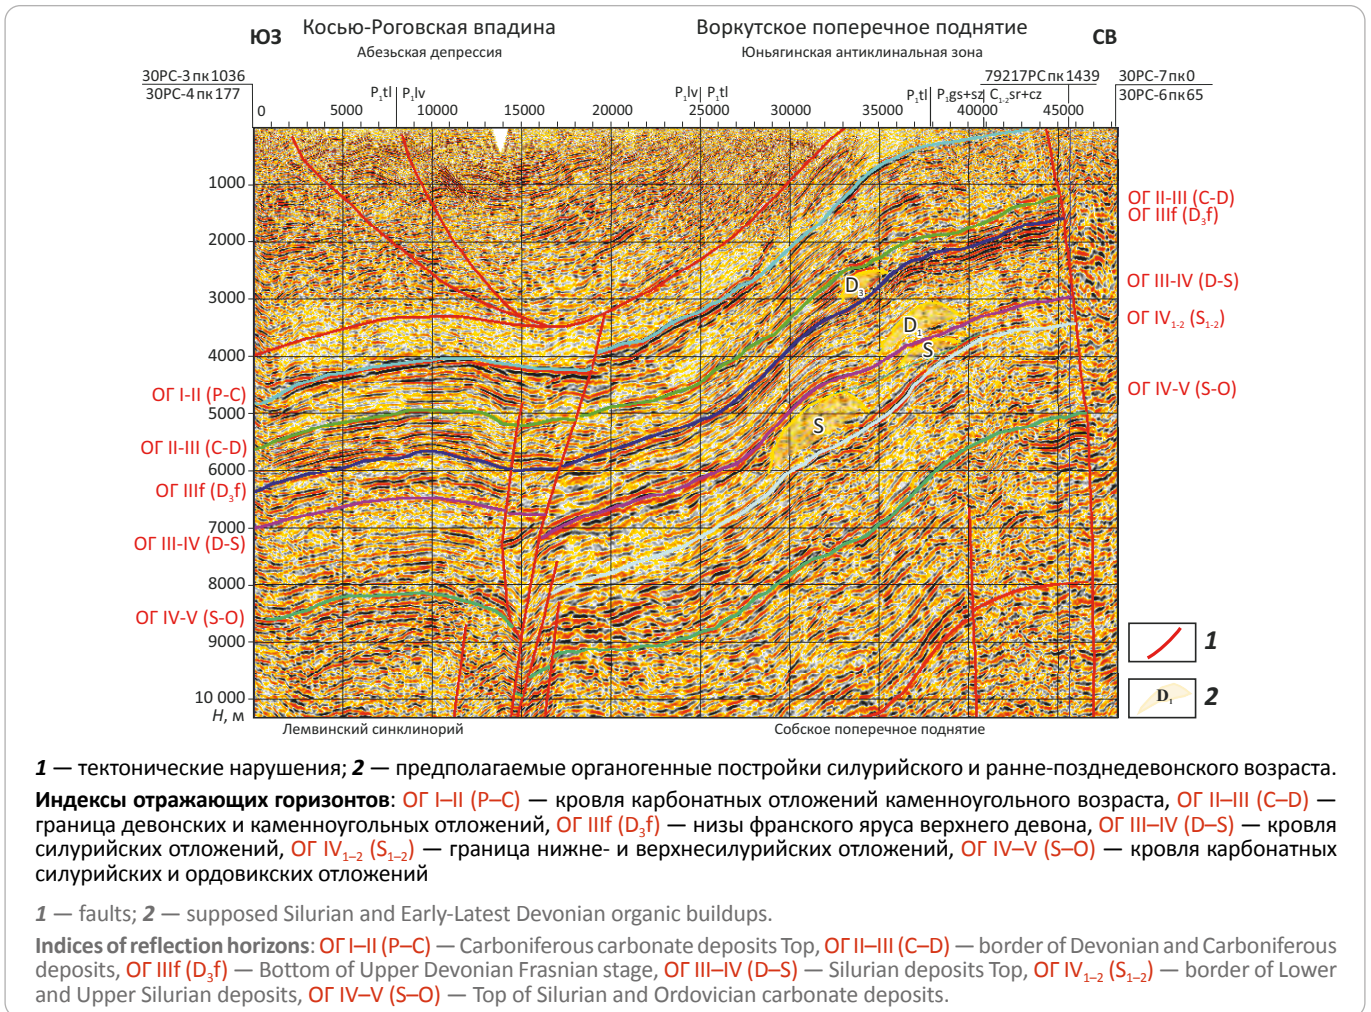 ЮЗ
Косью-Роговская впадина
Воркутское поперечное поднятие
СВ
Абезьская депрессия
Юньягинская антиклинальная зона
30РС-3 пк 1036
79217РС пк 1439
30РС-7 пк 0
30РС-4 пк 177
P₁tl
P₁lv
P₁lv
P₁tl
P₁tl
P₁gs+sz
C₁₋₂sr+cz
30РС-6 пк 65
0 5000 10000 15000 20000 25000 30000 35000 40000 45000
1000
ОГ II-III (C-D)
2000
ОГ IIIf (D₃f)
3000
ОГ III-IV (D-S)
D₃
ОГ IV₁₋₂ (S₁₋₂)
D₁
S
4000
ОГ IV-V (S-O)
ОГ I-II (P-C)
5000
S
ОГ II-III (C-D)
6000
ОГ IIIf (D₃f)
7000
ОГ III-IV (D-S)
8000
ОГ IV-V (S-O)
9000
1
10 000
D₁
2
H, м
Лемвинский синклинорий
Собское поперечное поднятие
1 — тектонические нарушения; 2 — предполагаемые органогенные постройки силурийского и ранне-позднедевонского возраста.
Индексы отражающих горизонтов: ОГ I–II (P–C) — кровля карбонатных отложений каменноугольного возраста, ОГ II–III (C–D) —
граница девонских и каменноугольных отложений, ОГ IIIf (D₃f) — низы франского яруса верхнего девона, ОГ III–IV (D–S) — кровля
силурийских отложений, ОГ IV₁₋₂ (S₁₋₂) — граница нижне- и верхнесилурийских отложений, ОГ IV–V (S–O) — кровля карбонатных
силурийских и ордовикских отложений
1 — faults; 2 — supposed Silurian and Early-Latest Devonian organic buildups.
Indices of reflection horizons: ОГ I–II (P–C) — Carboniferous carbonate deposits Top, ОГ II–III (C–D) — border of Devonian and Carboniferous
deposits, ОГ IIIf (D₃f) — Bottom of Upper Devonian Frasnian stage, ОГ III–IV (D–S) — Silurian deposits Top, ОГ IV₁₋₂ (S₁₋₂) — border of Lower
and Upper Silurian deposits, ОГ IV–V (S–O) — Top of Silurian and Ordovician carbonate deposits.